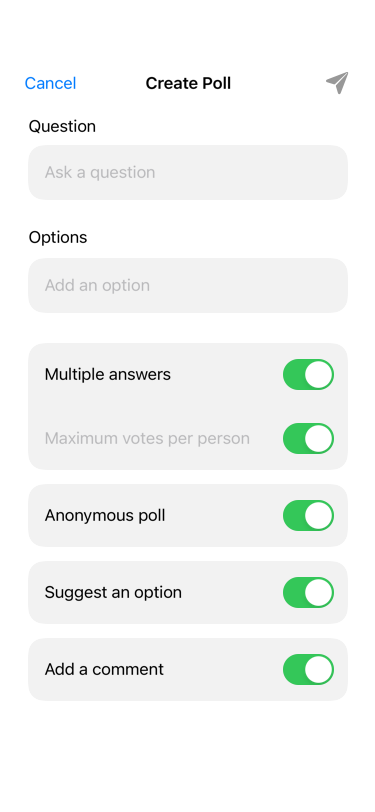 Cancel Create Poll
Question
Ask a question
Options
Add an option
Multiple answers
Maximum votes per person
Anonymous poll
Suggest an option
Add a comment